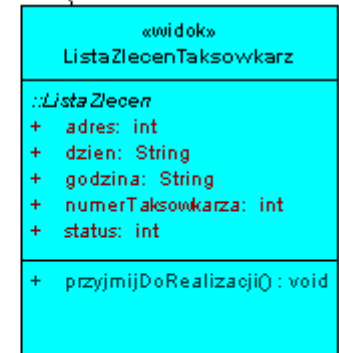 «widok»
ListaZlecenTaksowkarz
::ListaZlecen
+ adres: int
+ dzien: String
+ godzina: String
+ numerTaksowkarza: int
+ status: int
+ przyjmijDoRealizacji() : void